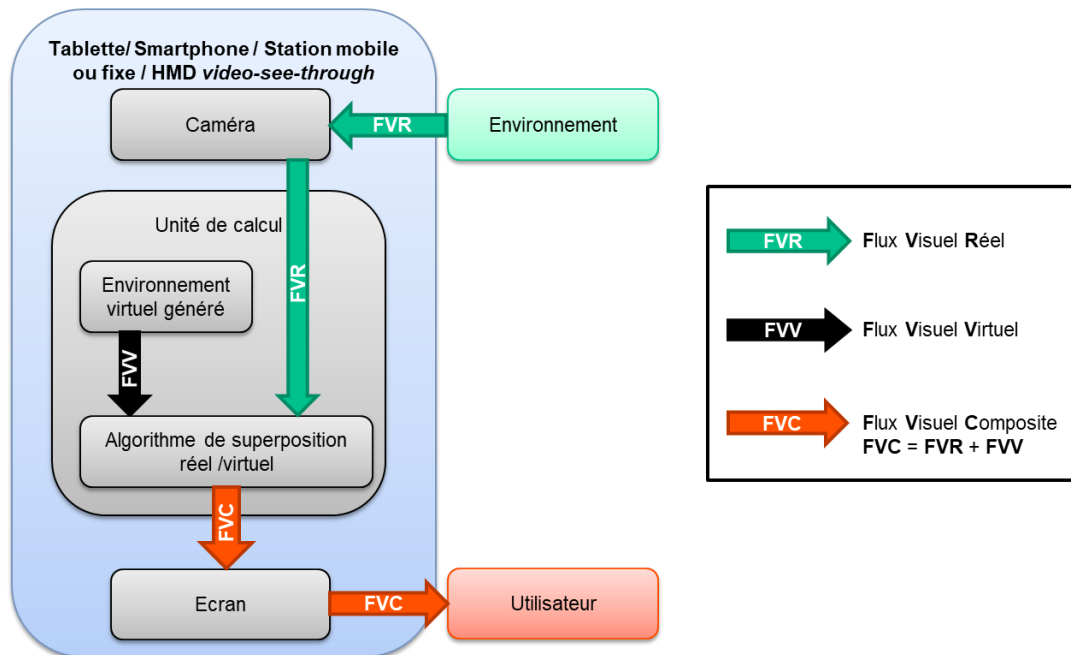 Tablette/ Smartphone / Station mobile
ou fixe / HMD video-see-through
Caméra
FVR
Environnement
Unité de calcul
FVR
Environnement
virtuel généré
FVV
Algorithme de superposition
réel /virtuel
FVC
Ecran
FVC
Utilisateur
FVR
Flux Visuel Réel
FVV
Flux Visuel Virtuel
FVC
Flux Visuel Composite
FVC = FVR + FVV